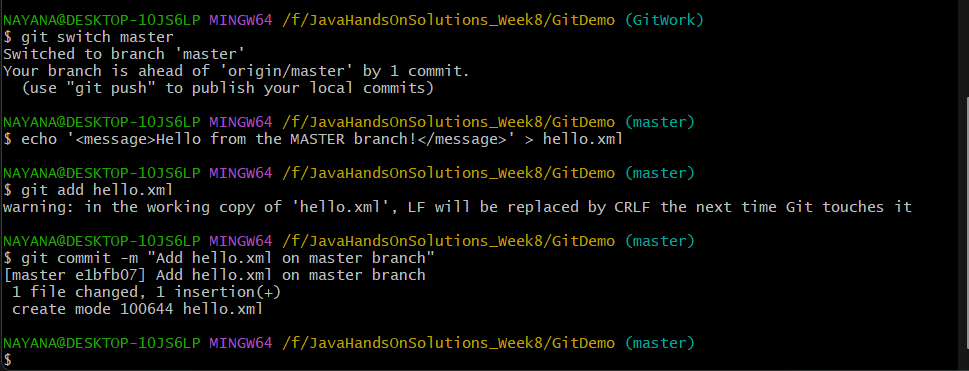 NAYANA@DESKTOP-1OJS6LP MINGW64 /f/JavaHandsOnSolutions_Week8/GitDemo (GitWork)
$ git switch master
Switched to branch 'master'
Your branch is ahead of 'origin/master' by 1 commit.
  (use "git push" to publish your local commits)

NAYANA@DESKTOP-1OJS6LP MINGW64 /f/JavaHandsOnSolutions_Week8/GitDemo (master)
$ echo '<message>Hello from the MASTER branch!</message>' > hello.xml

NAYANA@DESKTOP-1OJS6LP MINGW64 /f/JavaHandsOnSolutions_Week8/GitDemo (master)
$ git add hello.xml
warning: in the working copy of 'hello.xml', LF will be replaced by CRLF the next time Git touches it

NAYANA@DESKTOP-1OJS6LP MINGW64 /f/JavaHandsOnSolutions_Week8/GitDemo (master)
$ git commit -m "Add hello.xml on master branch"
[master e1bfb07] Add hello.xml on master branch
 1 file changed, 1 insertion(+)
 create mode 100644 hello.xml

NAYANA@DESKTOP-1OJS6LP MINGW64 /f/JavaHandsOnSolutions_Week8/GitDemo (master)
$